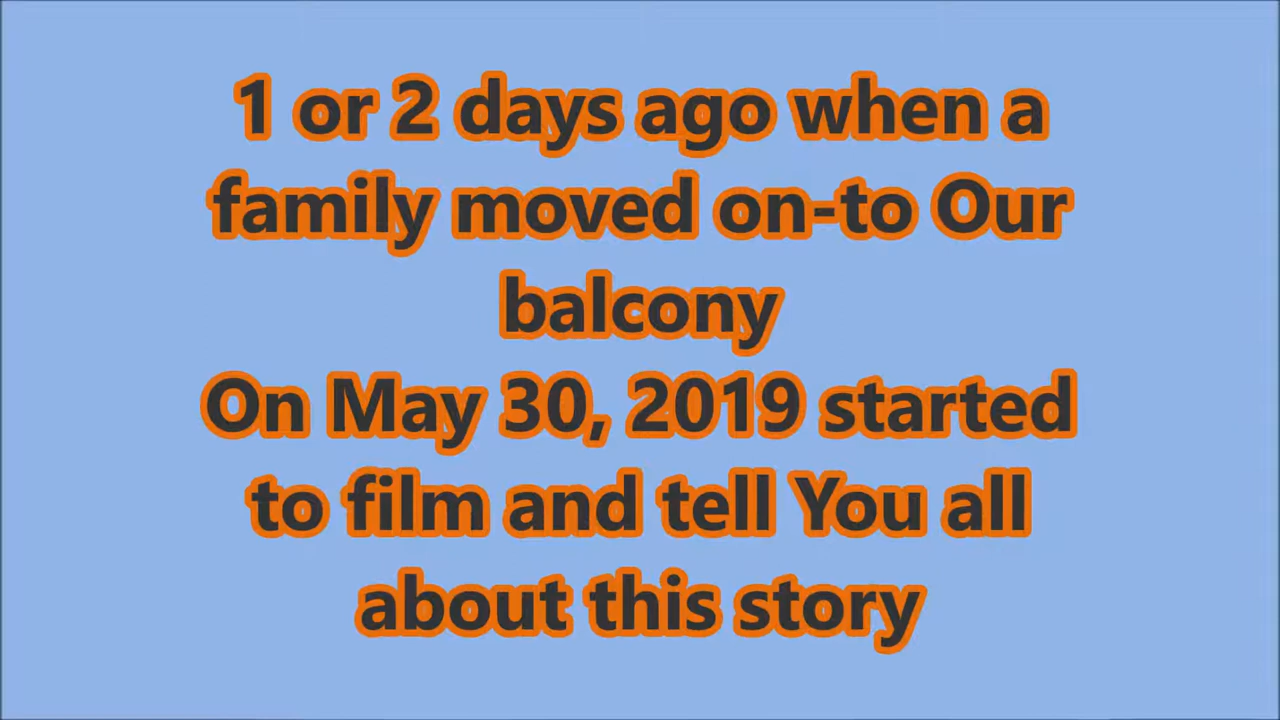 1 or 2 days ago when a
family moved on-to Our
balcony
On May 30, 2019 started
to film and tell You all
about this story